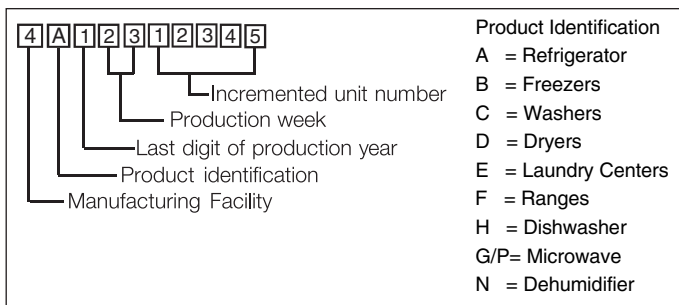 4 A 1 2 3 1 2 3 4 5
Incremented unit number
Production week
Last digit of production year
Product identification
Manufacturing Facility
Product Identification
A = Refrigerator
B = Freezers
C = Washers
D = Dryers
E = Laundry Centers
F = Ranges
H = Dishwasher
G/P= Microwave
N = Dehumidifier